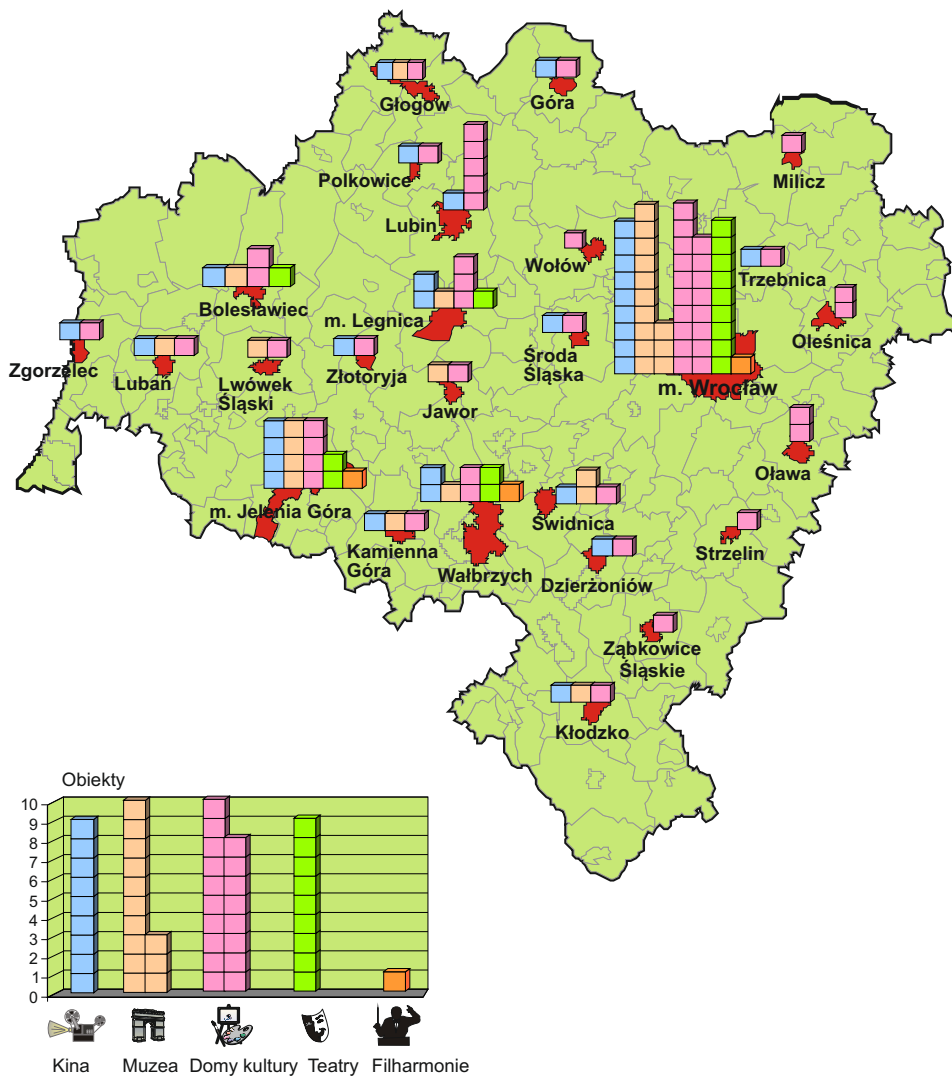 Głogów
Góra
Polkowice
Milicz
Lubin
Wołów
Trzebnica
Bolesławiec
m. Legnica
Środa
Śląska
Oleśnica
Zgorzelec
Lubań
Lwówek
Śląski
Złotoryja
Jawor
m. Wrocław
Oława
m. Jelenia Góra
Świdnica
Kamienna
Góra
Wałbrzych
Dzierżoniów
Strzelin
Ząbkowice
Śląskie
Kłodzko
Obiekty
10
9
8
7
6
5
4
3
2
1
0
Kina Muzea Domy kultury Teatry Filharmonie